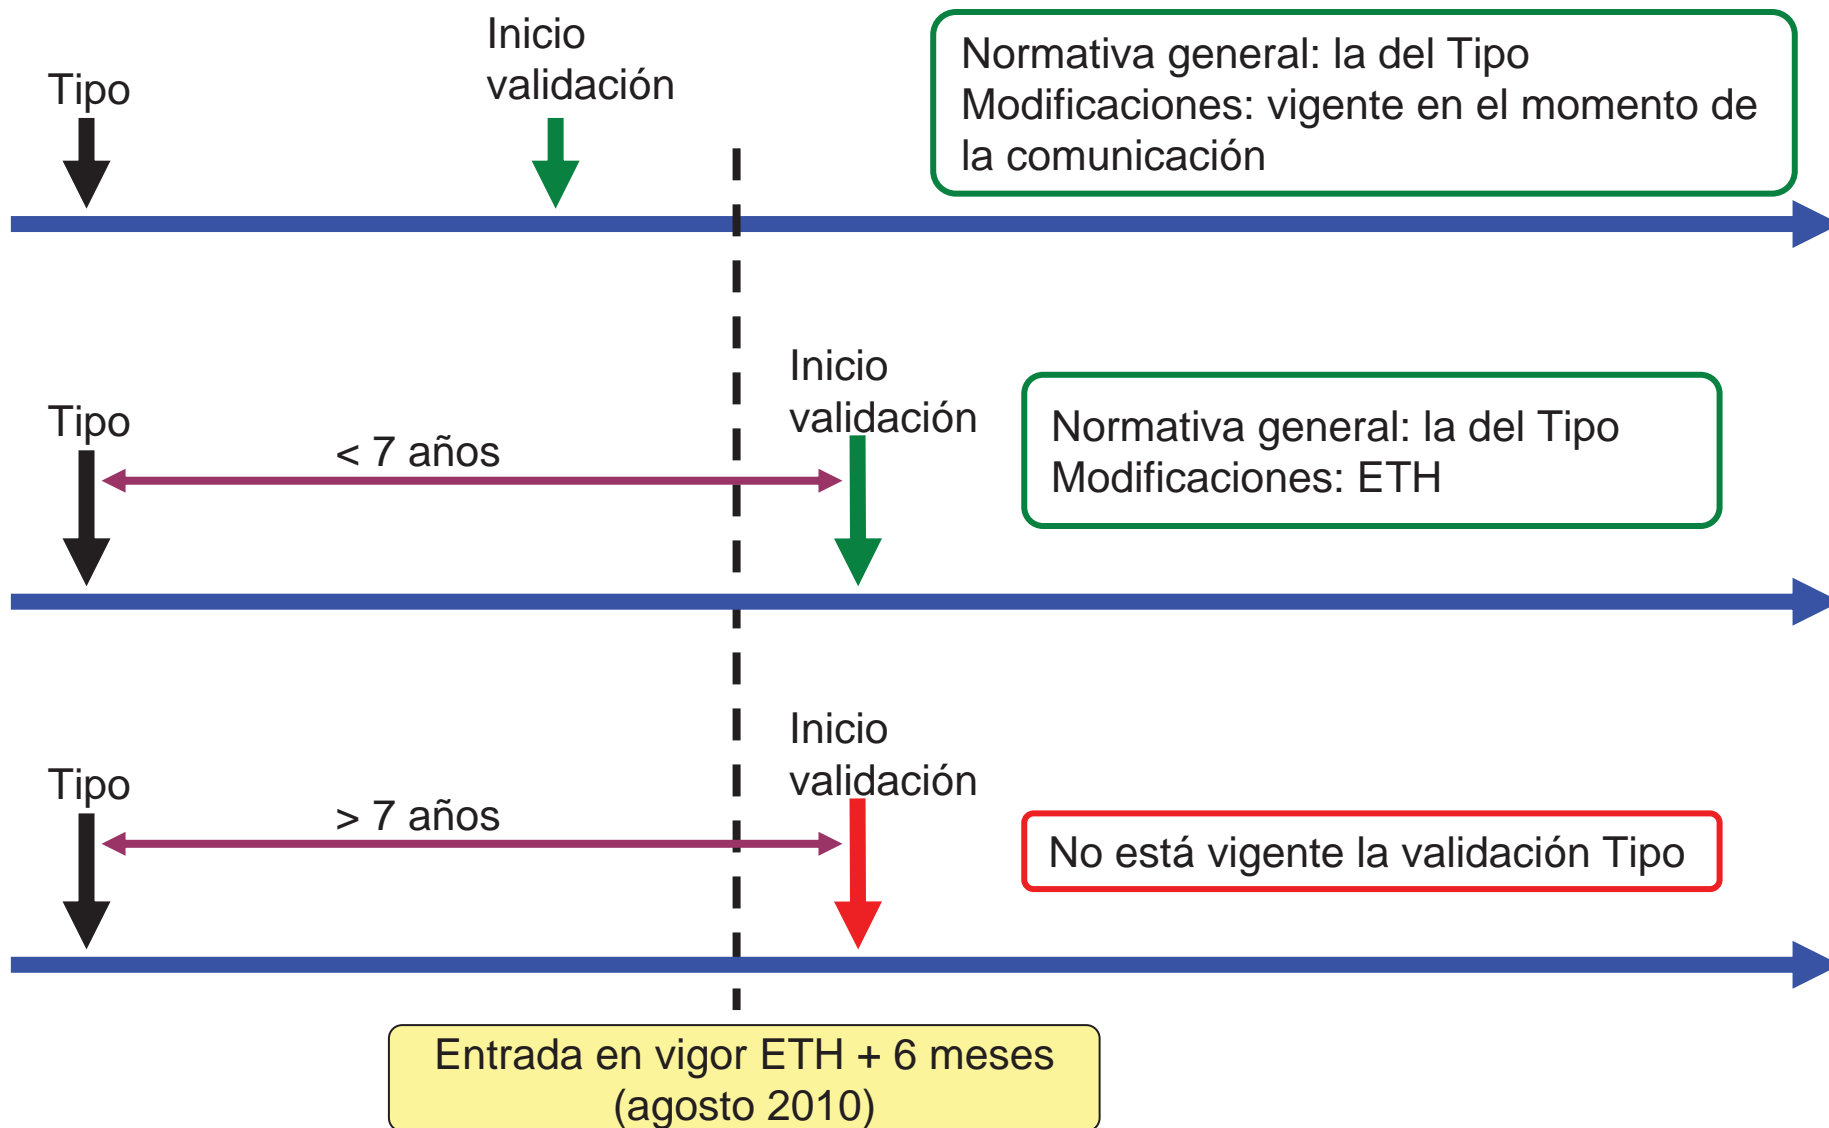 Tipo
Inicio
validación
Normativa general: la del Tipo
Modificaciones: vigente en el momento de
la comunicación
Tipo
< 7 años
Inicio
validación
Normativa general: la del Tipo
Modificaciones: ETH
Tipo
> 7 años
Inicio
validación
No está vigente la validación Tipo
Entrada en vigor ETH + 6 meses
(agosto 2010)